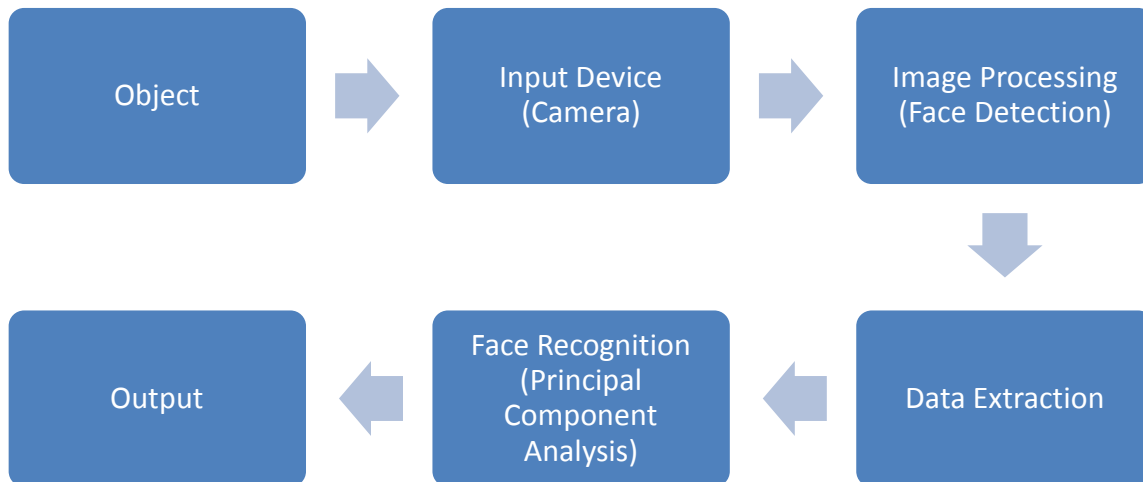 Object
Input Device
(Camera)
Image Processing
(Face Detection)
Data Extraction
Face Recognition
(Principal
Component
Analysis)
Output